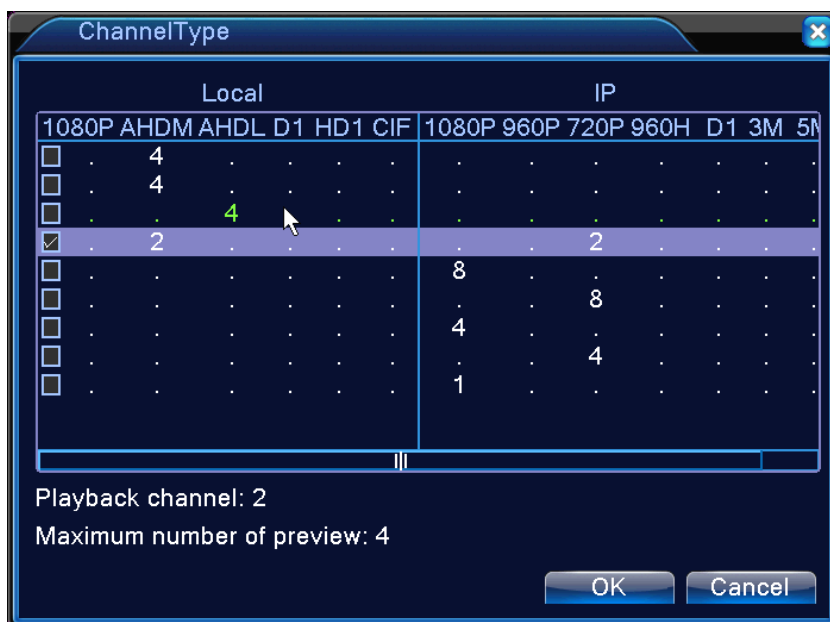 ChannelType
Local IP
1080P AHDM AHDL D1 HD1 CIF 1080P 960P 720P 960H D1 3M 5M
. 4 . . . . . . . . . . .
. 4 . . . . . . . . . . .
. . 4 . . . . . . . . . .
. 2 . . . . . . 2 . . . .
. . . . . . 8 . . . . . .
. . . . . . . . 8 . . . .
. . . . . . 4 . . . . . .
. . . . . . . . 4 . . . .
. . . . . . 1 . . . . . .
Playback channel: 2
Maximum number of preview: 4
OK Cancel